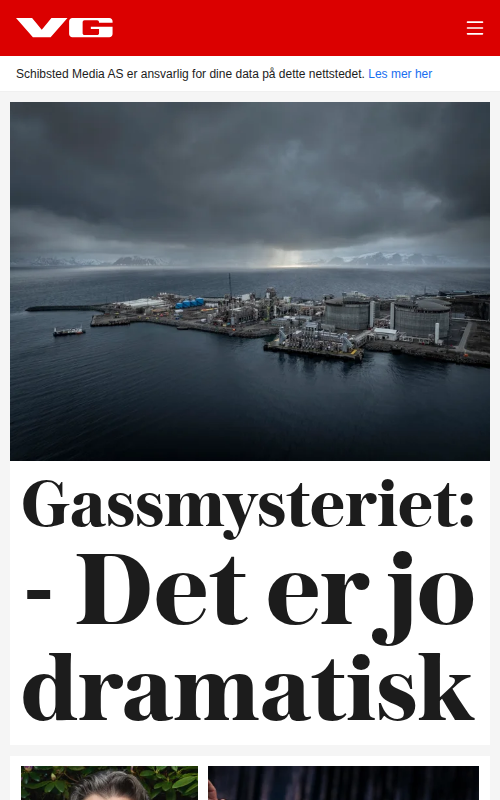 VG
Schibsted Media AS er ansvarlig for dine data på dette nettstedet. Les mer her
Gassmysteriet:
- Det er jo
dramatisk